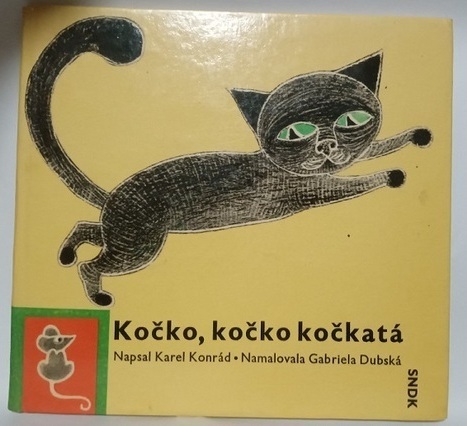 Kočko, kočko kočkatá
Napsal Karel Konrád • Namalovala Gabriela Dubská
SNDK